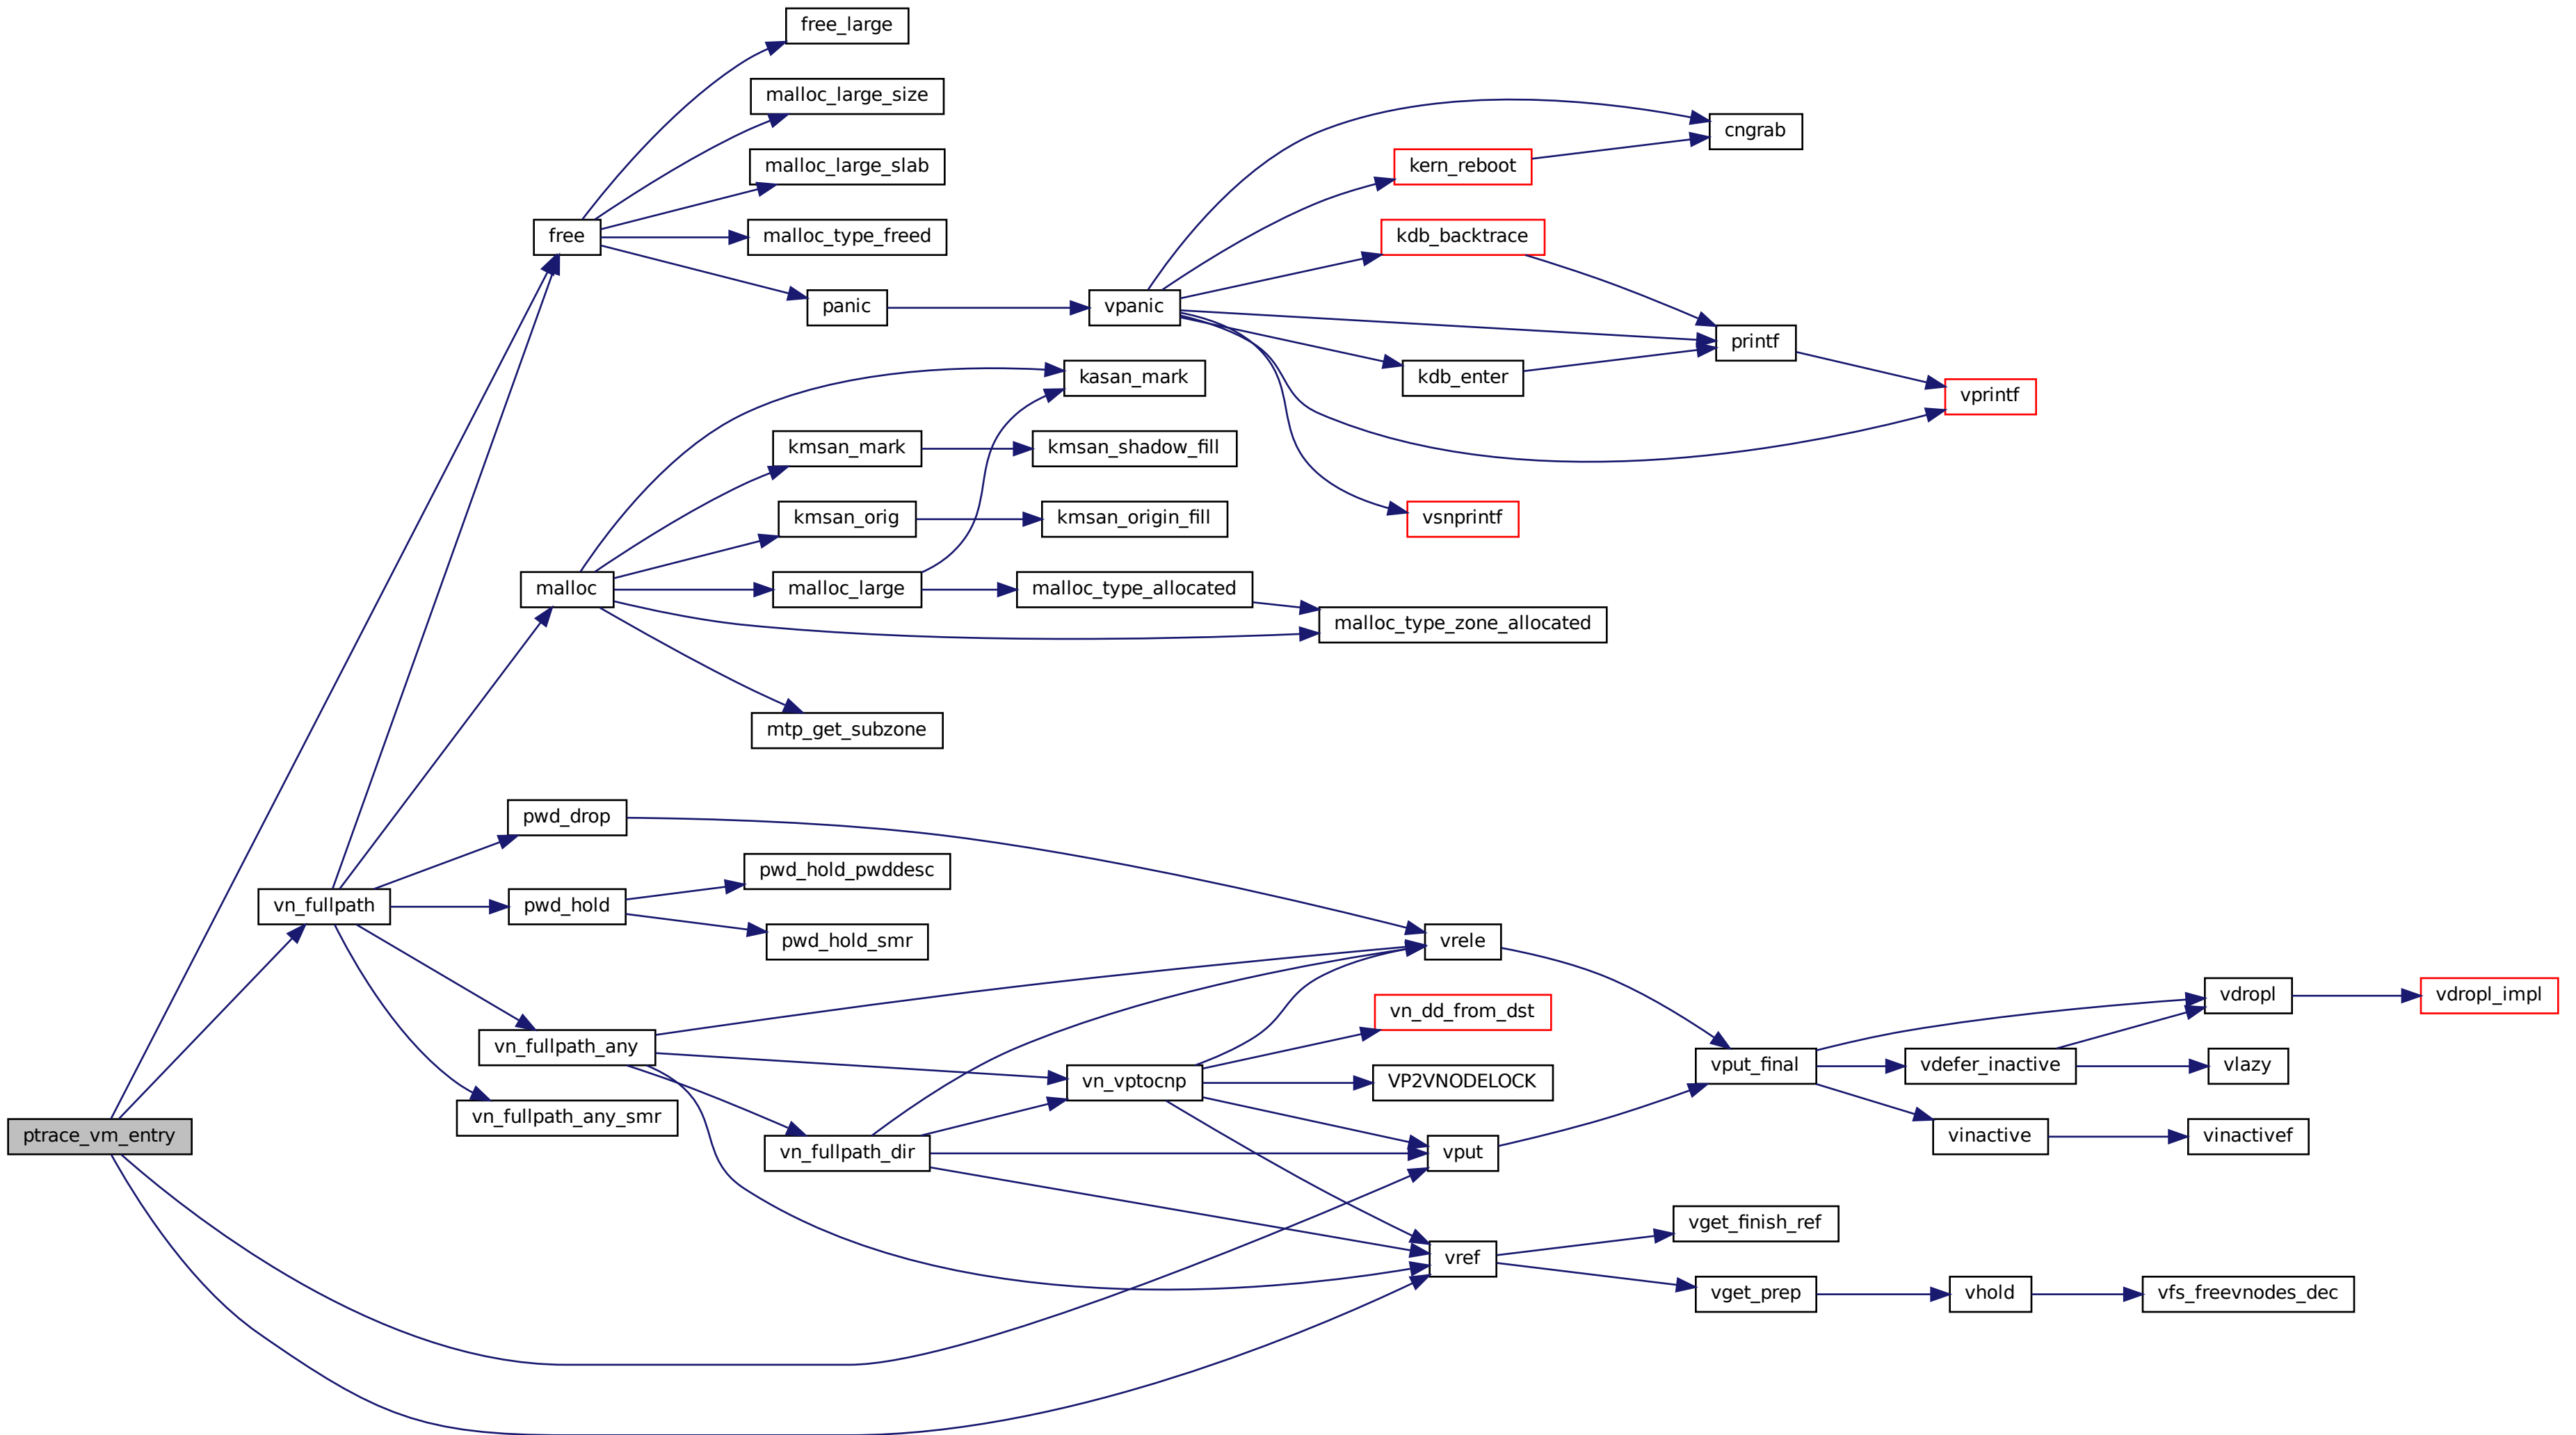 free_large
malloc_large_size
cngrab
malloc_large_slab
kern_reboot
free
malloc_type_freed
kdb_backtrace
panic
vpanic
printf
kasan_mark
kdb_enter
vprintf
kmsan_mark
kmsan_shadow_fill
kmsan_orig
kmsan_origin_fill
vsnprintf
malloc
malloc_large
malloc_type_allocated
malloc_type_zone_allocated
mtp_get_subzone
pwd_drop
pwd_hold_pwddesc
vn_fullpath
pwd_hold
pwd_hold_smr
vrele
vn_dd_from_dst
vdropl
vdropl_impl
vn_fullpath_any
vn_vptocnp
VP2VNODELOCK
vput_final
vdefer_inactive
vlazy
vn_fullpath_any_smr
ptrace_vm_entry
vn_fullpath_dir
vput
vinactive
vinactivef
vget_finish_ref
vref
vget_prep
vhold
vfs_freevnodes_dec